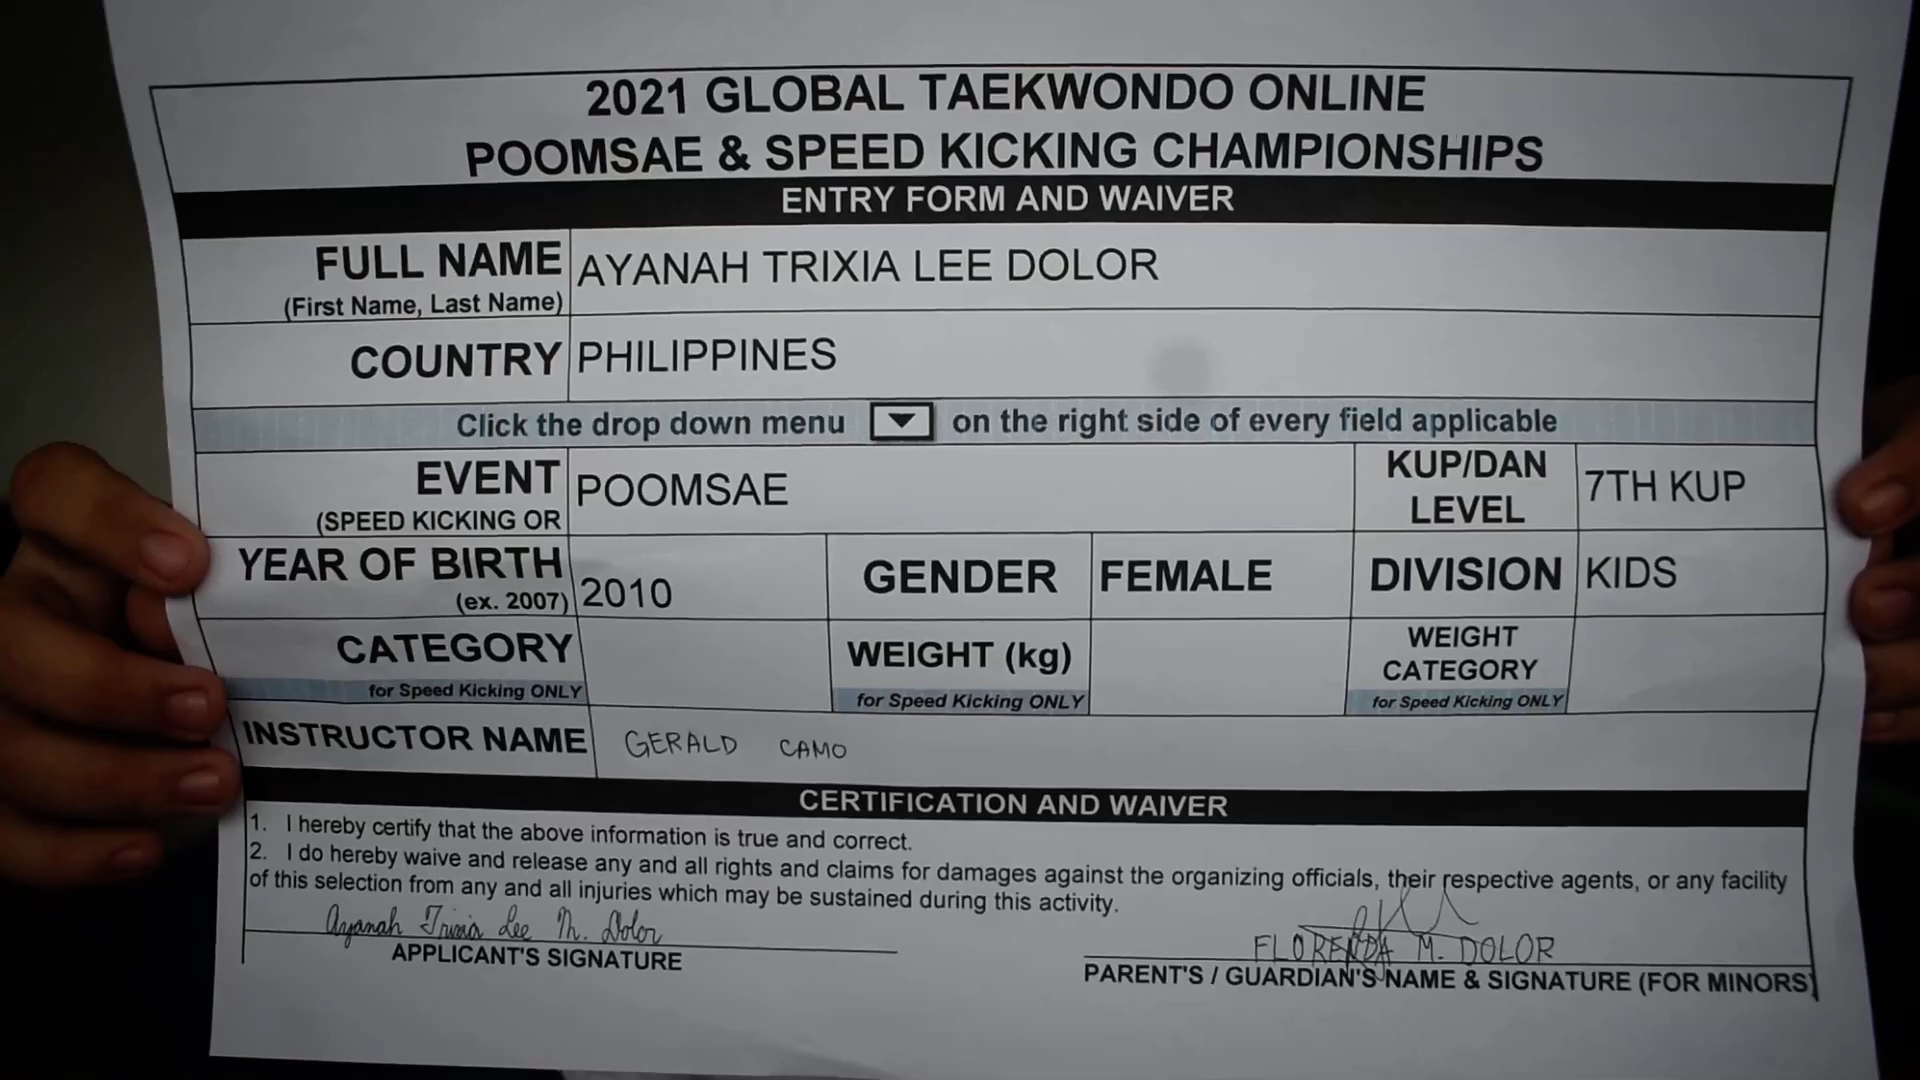 2021 GLOBAL TAEKWONDO ONLINE
POOMSAE & SPEED KICKING CHAMPIONSHIPS
ENTRY FORM AND WAIVER
FULL NAME AYANAH TRIXIA LEE DOLOR
(First Name, Last Name)
COUNTRY PHILIPPINES
Click the drop down menu on the right side of every field applicable
EVENT POOMSAE KUP/DAN LEVEL 7TH KUP
(SPEED KICKING OR
YEAR OF BIRTH 2010 GENDER FEMALE DIVISION KIDS
(ex. 2007)
CATEGORY WEIGHT (kg) WEIGHT CATEGORY
for Speed Kicking ONLY for Speed Kicking ONLY for Speed Kicking ONLY
INSTRUCTOR NAME GERALD CAMO
CERTIFICATION AND WAIVER
1. I hereby certify that the above information is true and correct.
2. I do hereby waive and release any and all rights and claims for damages against the organizing officials, their respective agents, or any facility
of this selection from any and all injuries which may be sustained during this activity.
Ayanah Trixia Lee M. Dolor FLORENDA M. DOLOR
APPLICANT'S SIGNATURE PARENT'S / GUARDIAN'S NAME & SIGNATURE (FOR MINORS)